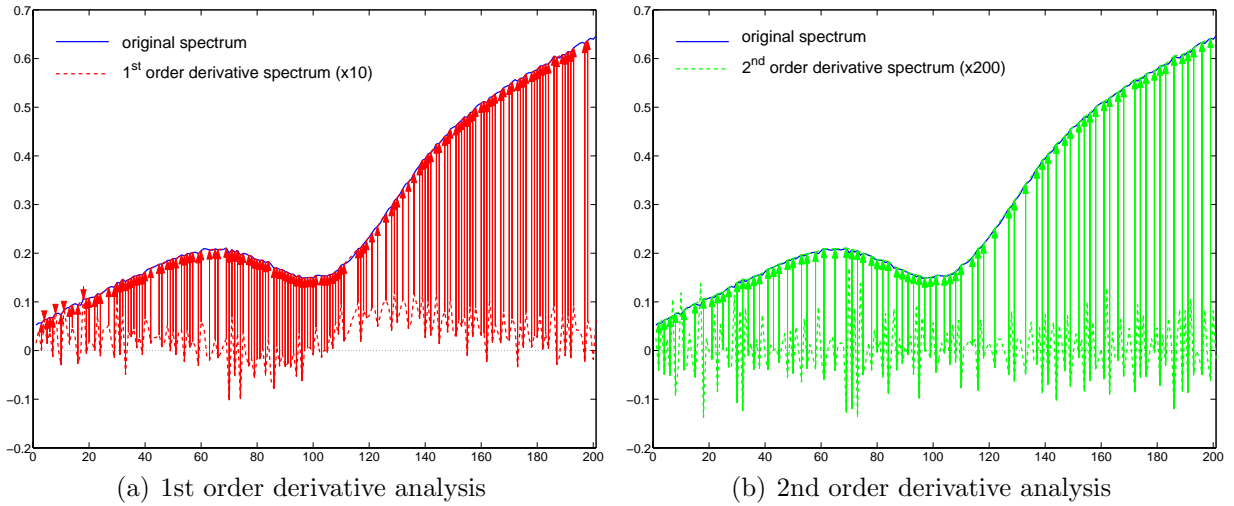 0.7
0.6
0.5
0.4
0.3
0.2
0.1
0
−0.1
−0.2
0 20 40 60 80 100 120 140 160 180 200
original spectrum
1st order derivative spectrum (x10)
(a) 1st order derivative analysis
0.7
0.6
0.5
0.4
0.3
0.2
0.1
0
−0.1
−0.2
0 20 40 60 80 100 120 140 160 180 200
original spectrum
2nd order derivative spectrum (x200)
(b) 2nd order derivative analysis